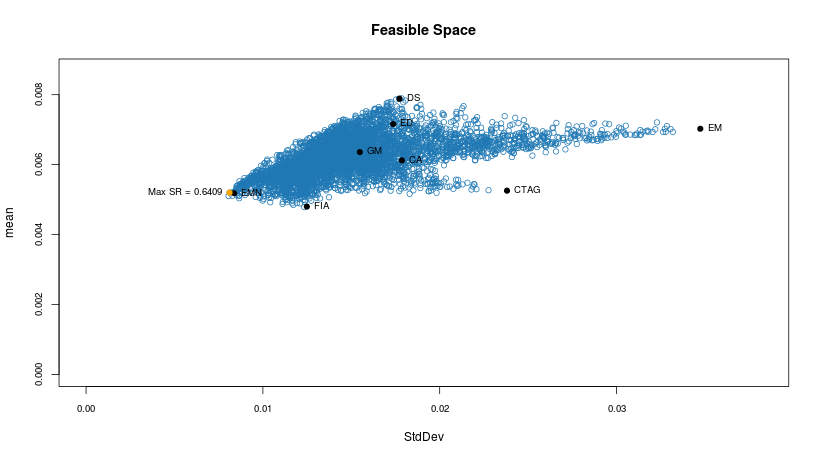 Feasible Space
mean
0.008
0.006
0.004
0.002
0.000
DS
ED
EM
GM
CA
Max SR = 0.6409
EMN
CTAG
FIA
0.00
0.01
0.02
0.03
StdDev